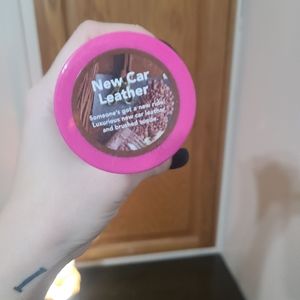 New Car
Leather
Someone's got a new ride!
Luxurious new car leather
and brushed suede.